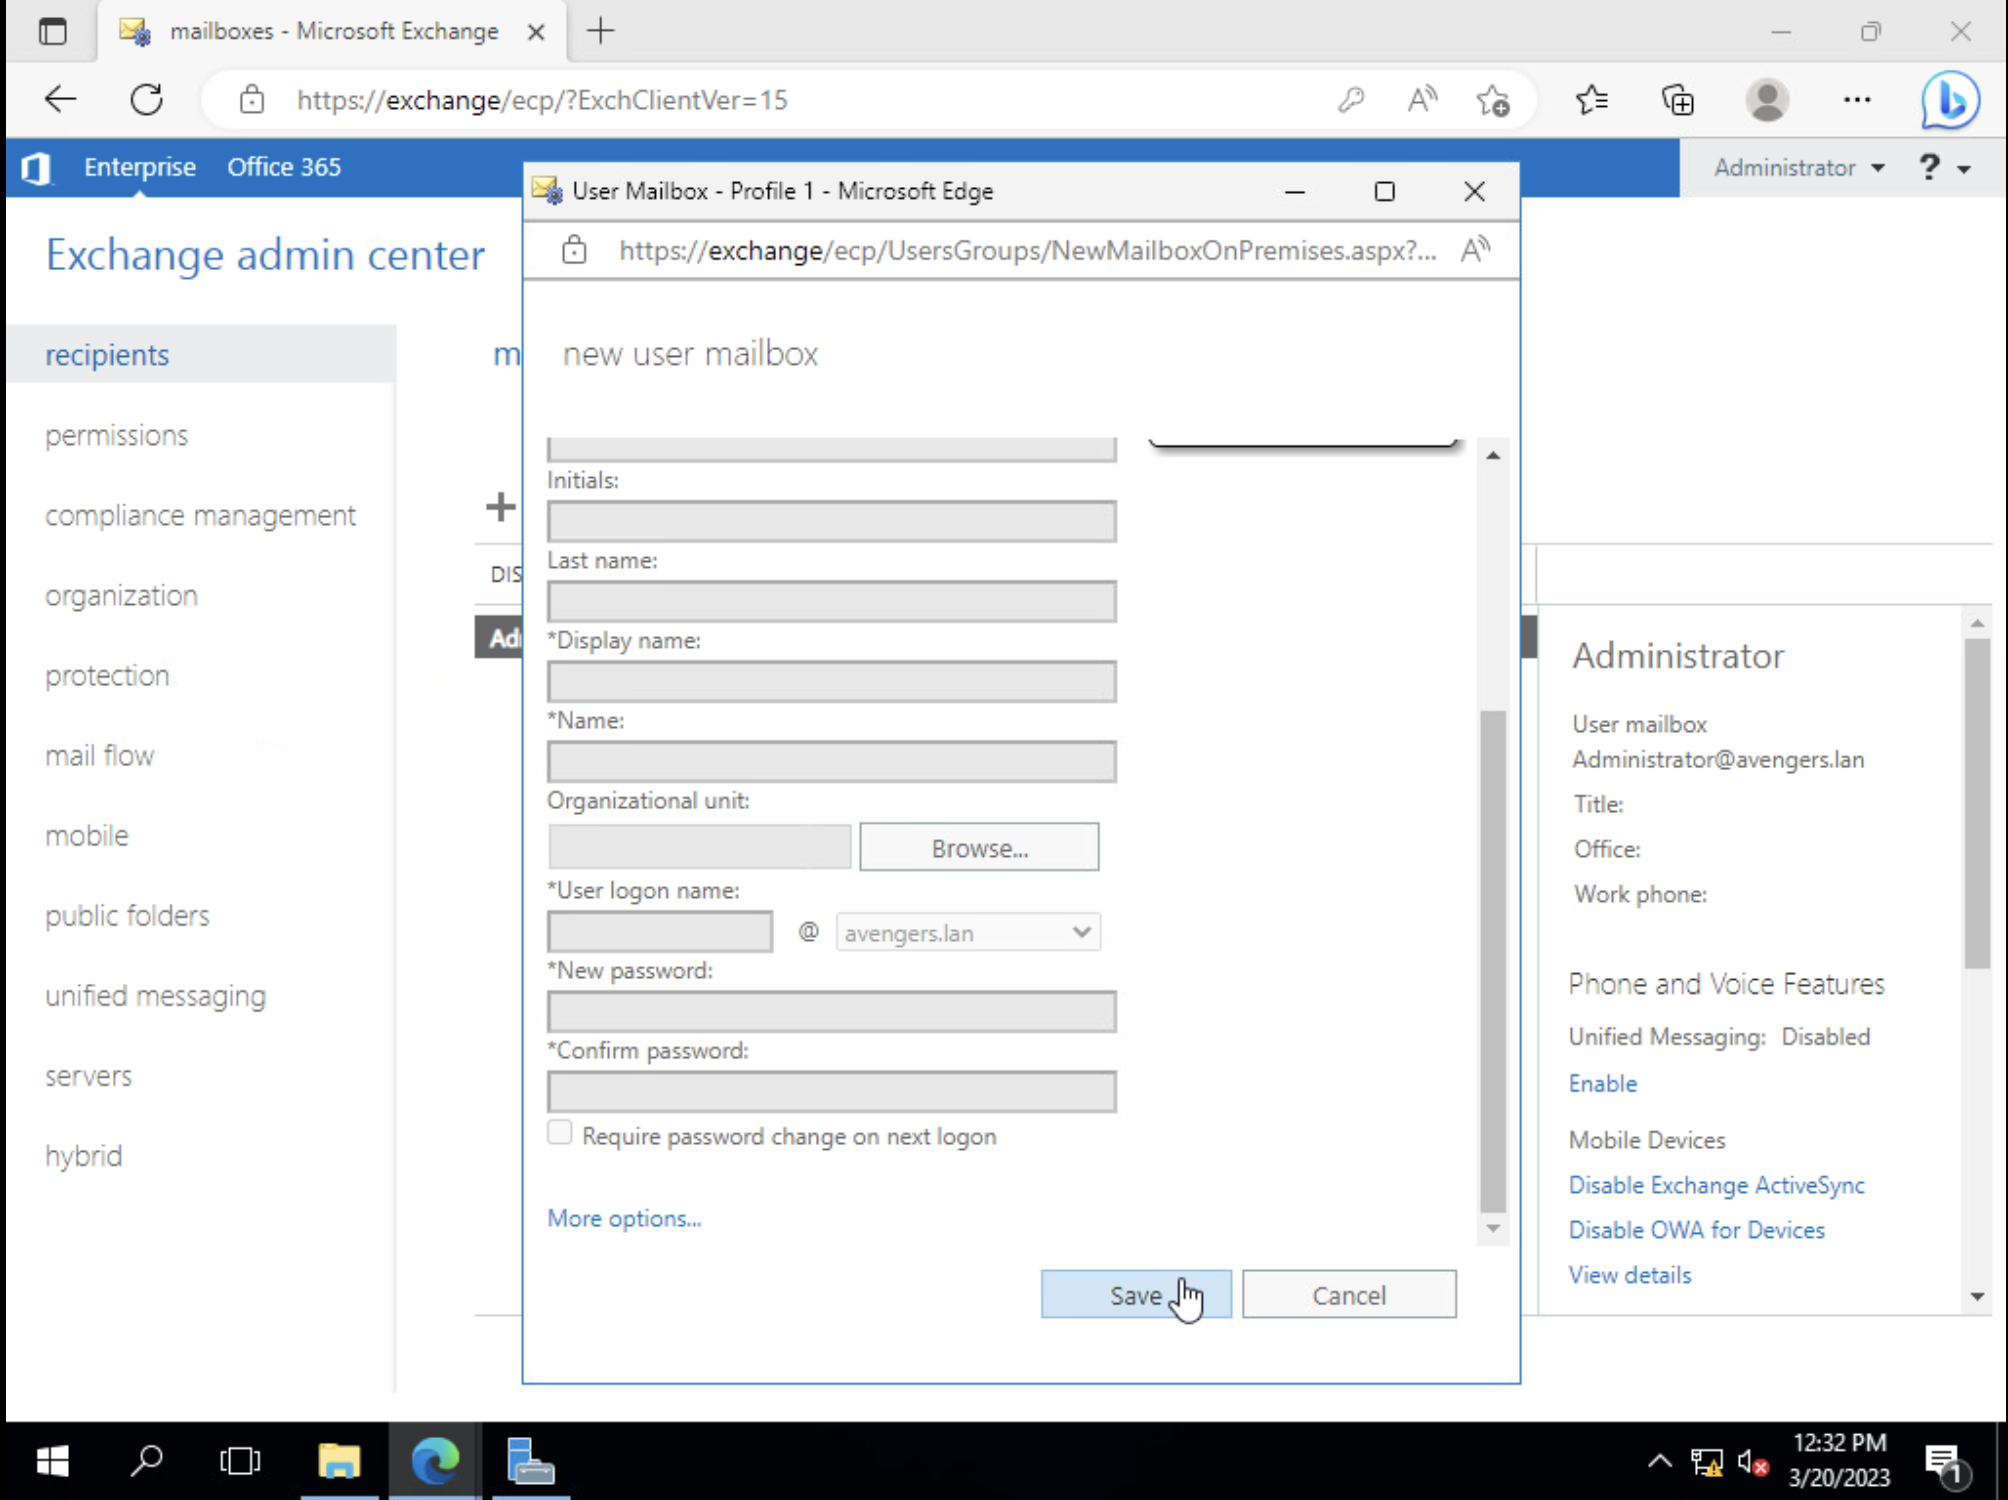 mailboxes - Microsoft Exchange
https://exchange/ecp/?ExchClientVer=15
Enterprise
Office 365
Administrator
?
User Mailbox - Profile 1 - Microsoft Edge
https://exchange/ecp/UsersGroups/NewMailboxOnPremises.aspx?...
Exchange admin center
recipients
permissions
compliance management
organization
protection
mail flow
mobile
public folders
unified messaging
servers
hybrid
m
DIS
Ad
new user mailbox
Initials:
Last name:
*Display name:
*Name:
Organizational unit:
Browse...
*User logon name:
@ avengers.lan
*New password:
*Confirm password:
Require password change on next logon
More options...
Save
Cancel
Administrator
User mailbox
Administrator@avengers.lan
Title:
Office:
Work phone:
Phone and Voice Features
Unified Messaging: Disabled
Enable
Mobile Devices
Disable Exchange ActiveSync
Disable OWA for Devices
View details
12:32 PM
3/20/2023
1